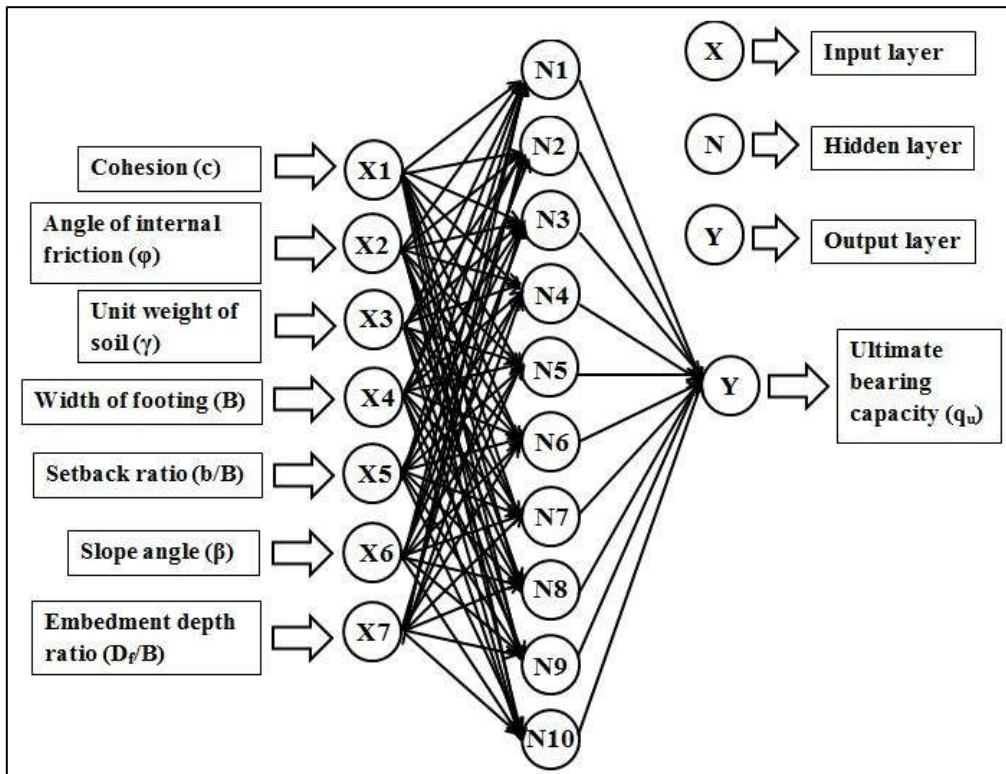 Cohesion (c)
Angle of internal
friction (φ)
Unit weight of
soil (γ)
Width of footing (B)
Setback ratio (b/B)
Slope angle (β)
Embedment depth
ratio (D_f/B)
X1
X2
X3
X4
X5
X6
X7
N1
N2
N3
N4
N5
N6
N7
N8
N9
N10
Y
Ultimate
bearing
capacity (q_u)
X
Input layer
N
Hidden layer
Y
Output layer